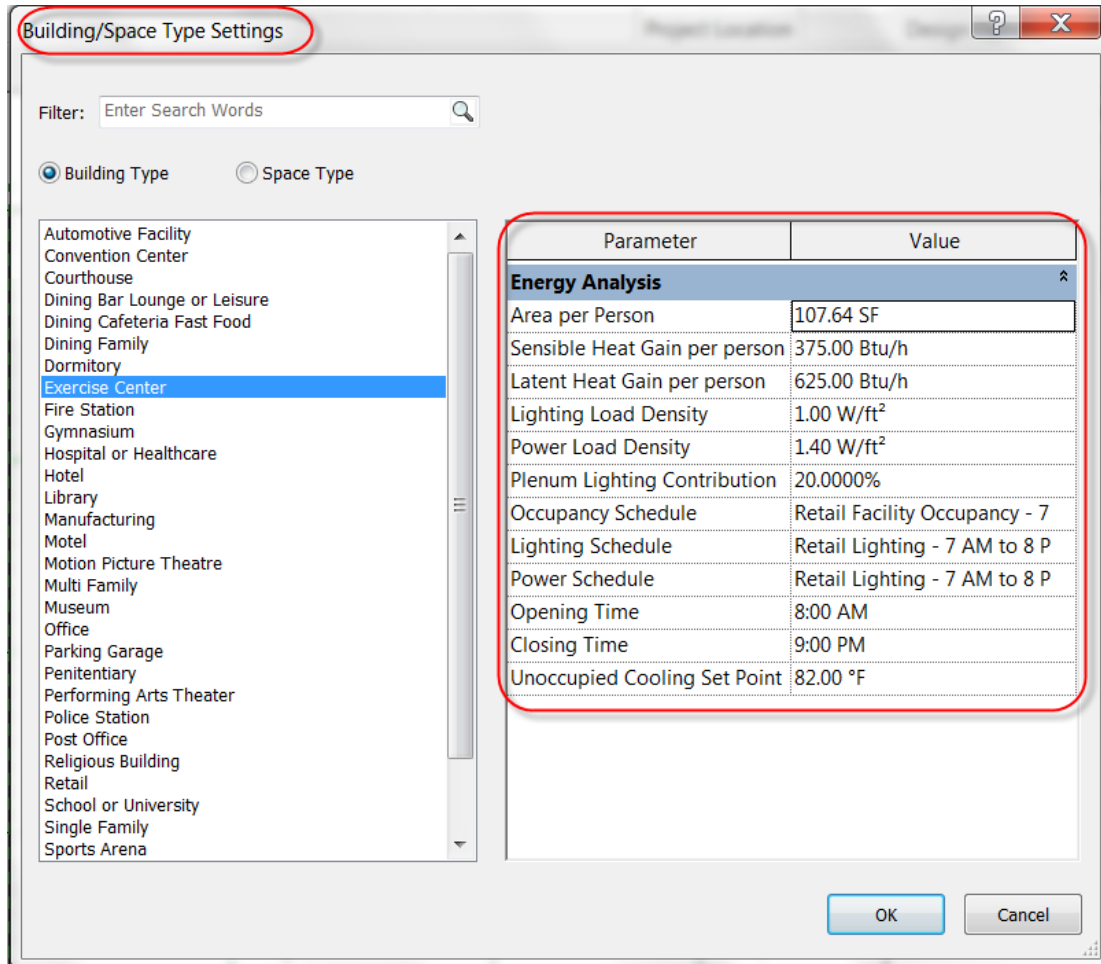 Building/Space Type Settings
Project Location
Filter: Enter Search Words
Building Type Space Type
Automotive Facility
Convention Center
Courthouse
Dining Bar Lounge or Leisure
Dining Cafeteria Fast Food
Dining Family
Dormitory
Exercise Center
Fire Station
Gymnasium
Hospital or Healthcare
Hotel
Library
Manufacturing
Motel
Motion Picture Theatre
Multi Family
Museum
Office
Parking Garage
Penitentiary
Performing Arts Theater
Police Station
Post Office
Religious Building
Retail
School or University
Single Family
Sports Arena
Parameter Value
Energy Analysis
Area per Person 107.64 SF
Sensible Heat Gain per person 375.00 Btu/h
Latent Heat Gain per person 625.00 Btu/h
Lighting Load Density 1.00 W/ft²
Power Load Density 1.40 W/ft²
Plenum Lighting Contribution 20.0000%
Occupancy Schedule Retail Facility Occupancy - 7
Lighting Schedule Retail Lighting - 7 AM to 8 P
Power Schedule Retail Lighting - 7 AM to 8 P
Opening Time 8:00 AM
Closing Time 9:00 PM
Unoccupied Cooling Set Point 82.00 °F
OK Cancel